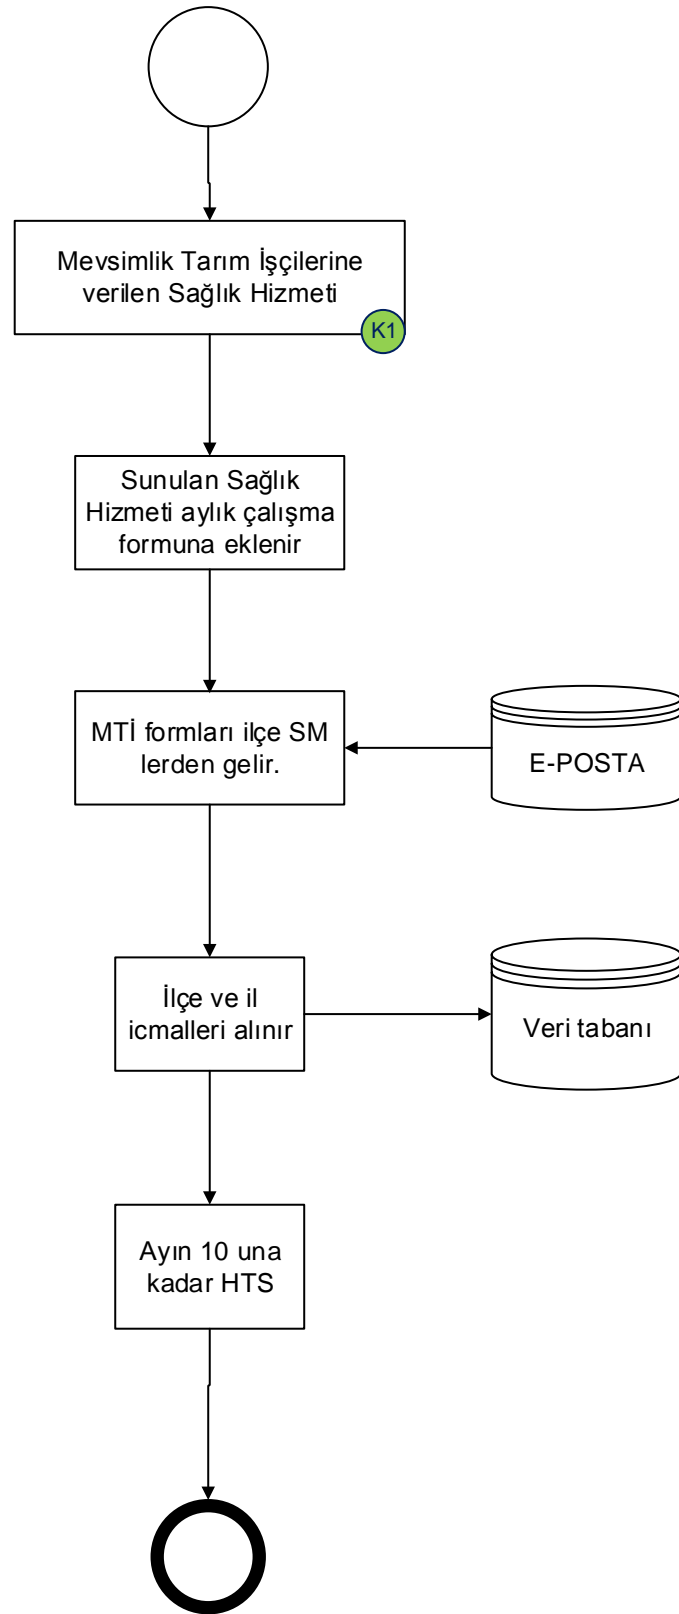 Mevsimlik Tarım İşçilerine
verilen Sağlık Hizmeti
K1
Sunulan Sağlık
Hizmeti aylık çalışma
formuna eklenir
MTİ formları ilçe SM
lerden gelir.
E-POSTA
İlçe ve il
icmalleri alınır
Veri tabanı
Ayın 10 una
kadar HTS